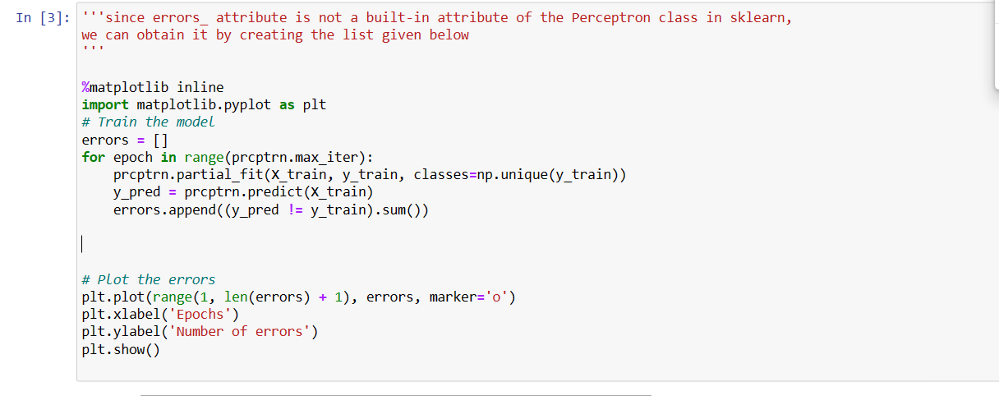 In [3]: '''since errors_ attribute is not a built-in attribute of the Perceptron class in sklearn,
we can obtain it by creating the list given below
'''
%matplotlib inline
import matplotlib.pyplot as plt
# Train the model
errors = []
for epoch in range(prcptrn.max_iter):
    prcptrn.partial_fit(X_train, y_train, classes=np.unique(y_train))
    y_pred = prcptrn.predict(X_train)
    errors.append((y_pred != y_train).sum())
# Plot the errors
plt.plot(range(1, len(errors) + 1), errors, marker='o')
plt.xlabel('Epochs')
plt.ylabel('Number of errors')
plt.show()